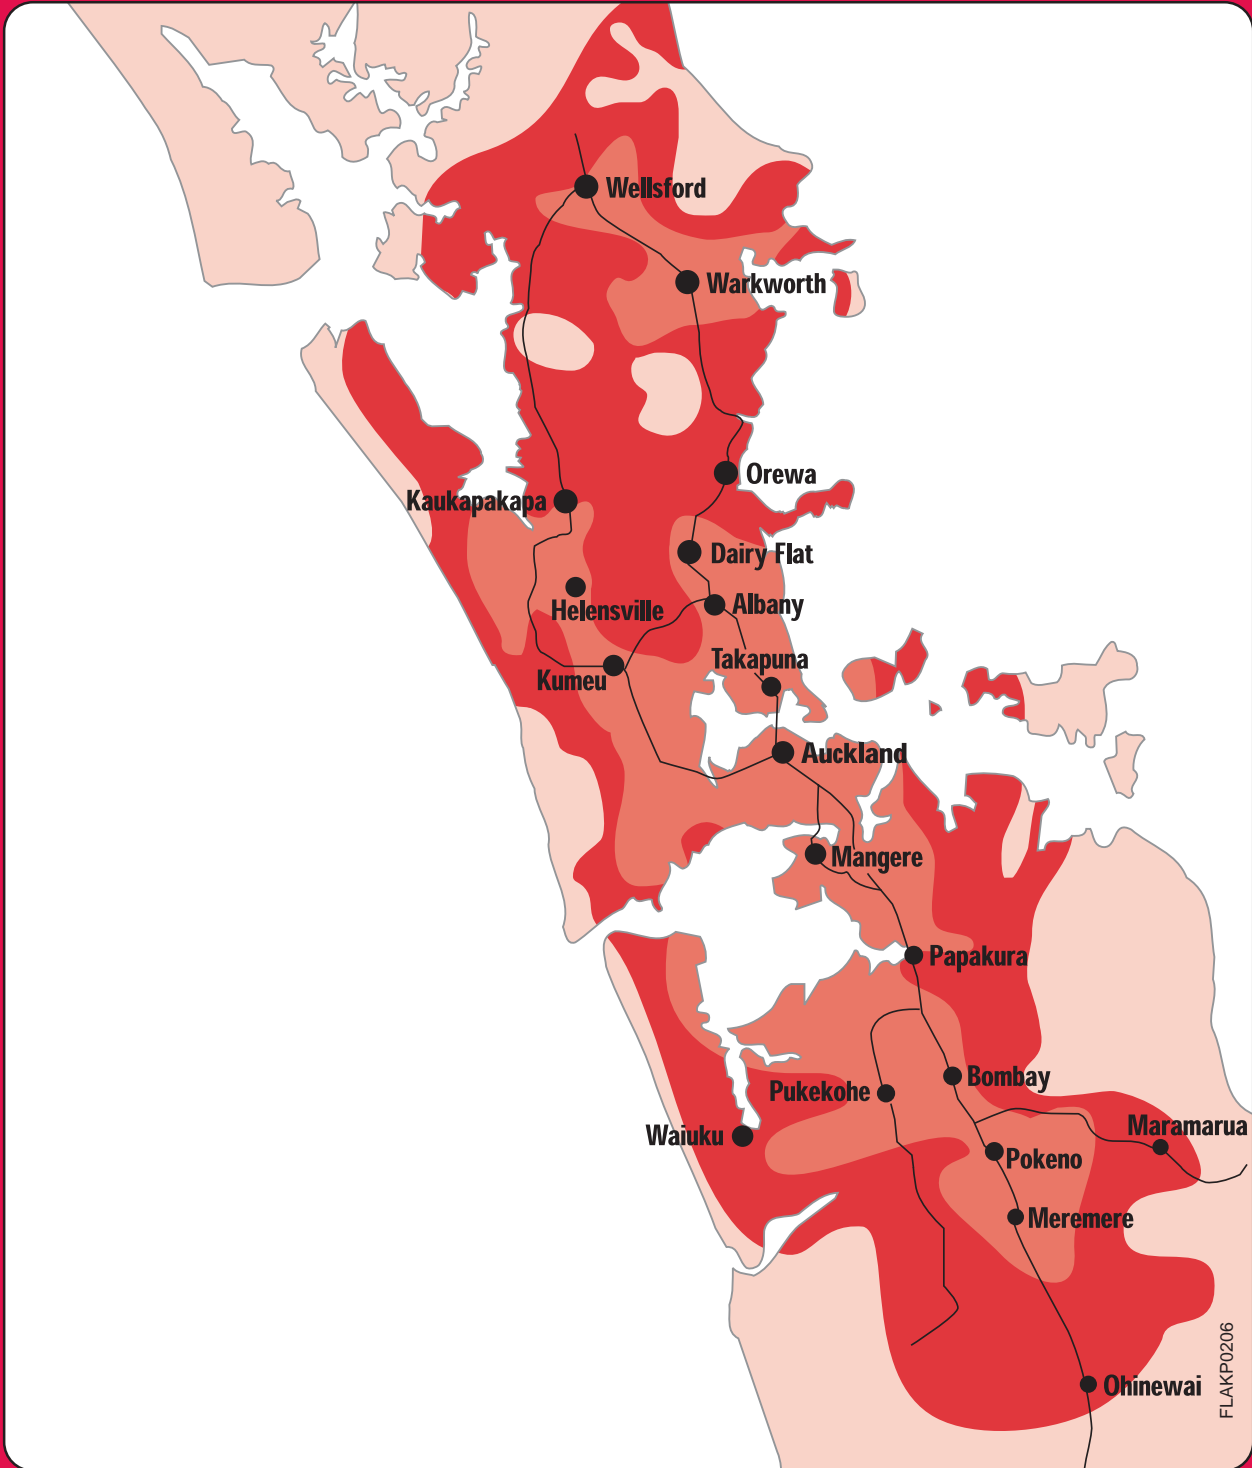 Wellsford
Warkworth
Orewa
Kaukapakapa
Dairy Flat
Helensville
Albany
Takapuna
Kumeu
Auckland
Mangere
Papakura
Bombay
Pukekohe
Maramarua
Waiuku
Pokeno
Meremere
Ohinewai
FLAKP0206